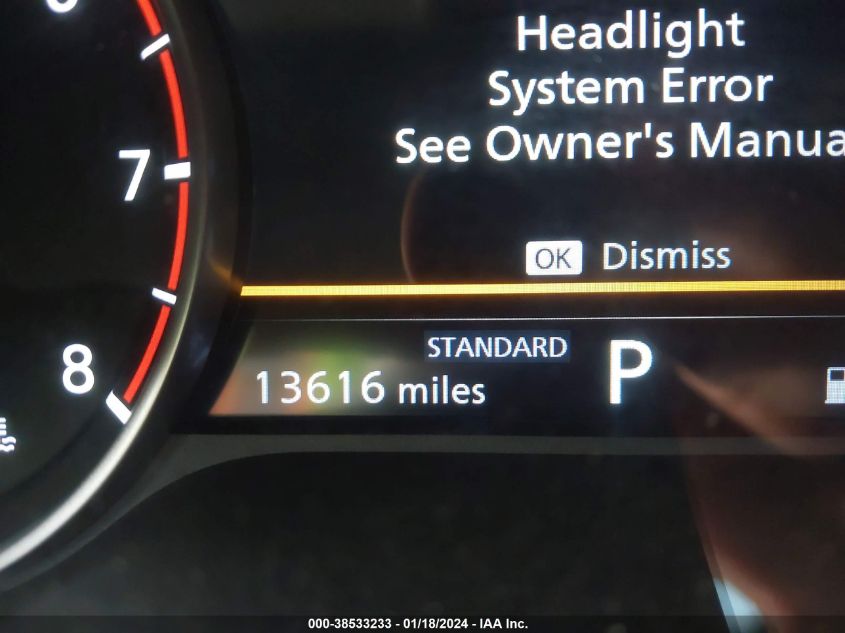 Headlight
System Error
See Owner's Manua
OK Dismiss
7
8
STANDARD
P
13616 miles
000-38533233 - 01/18/2024 - IAA Inc.